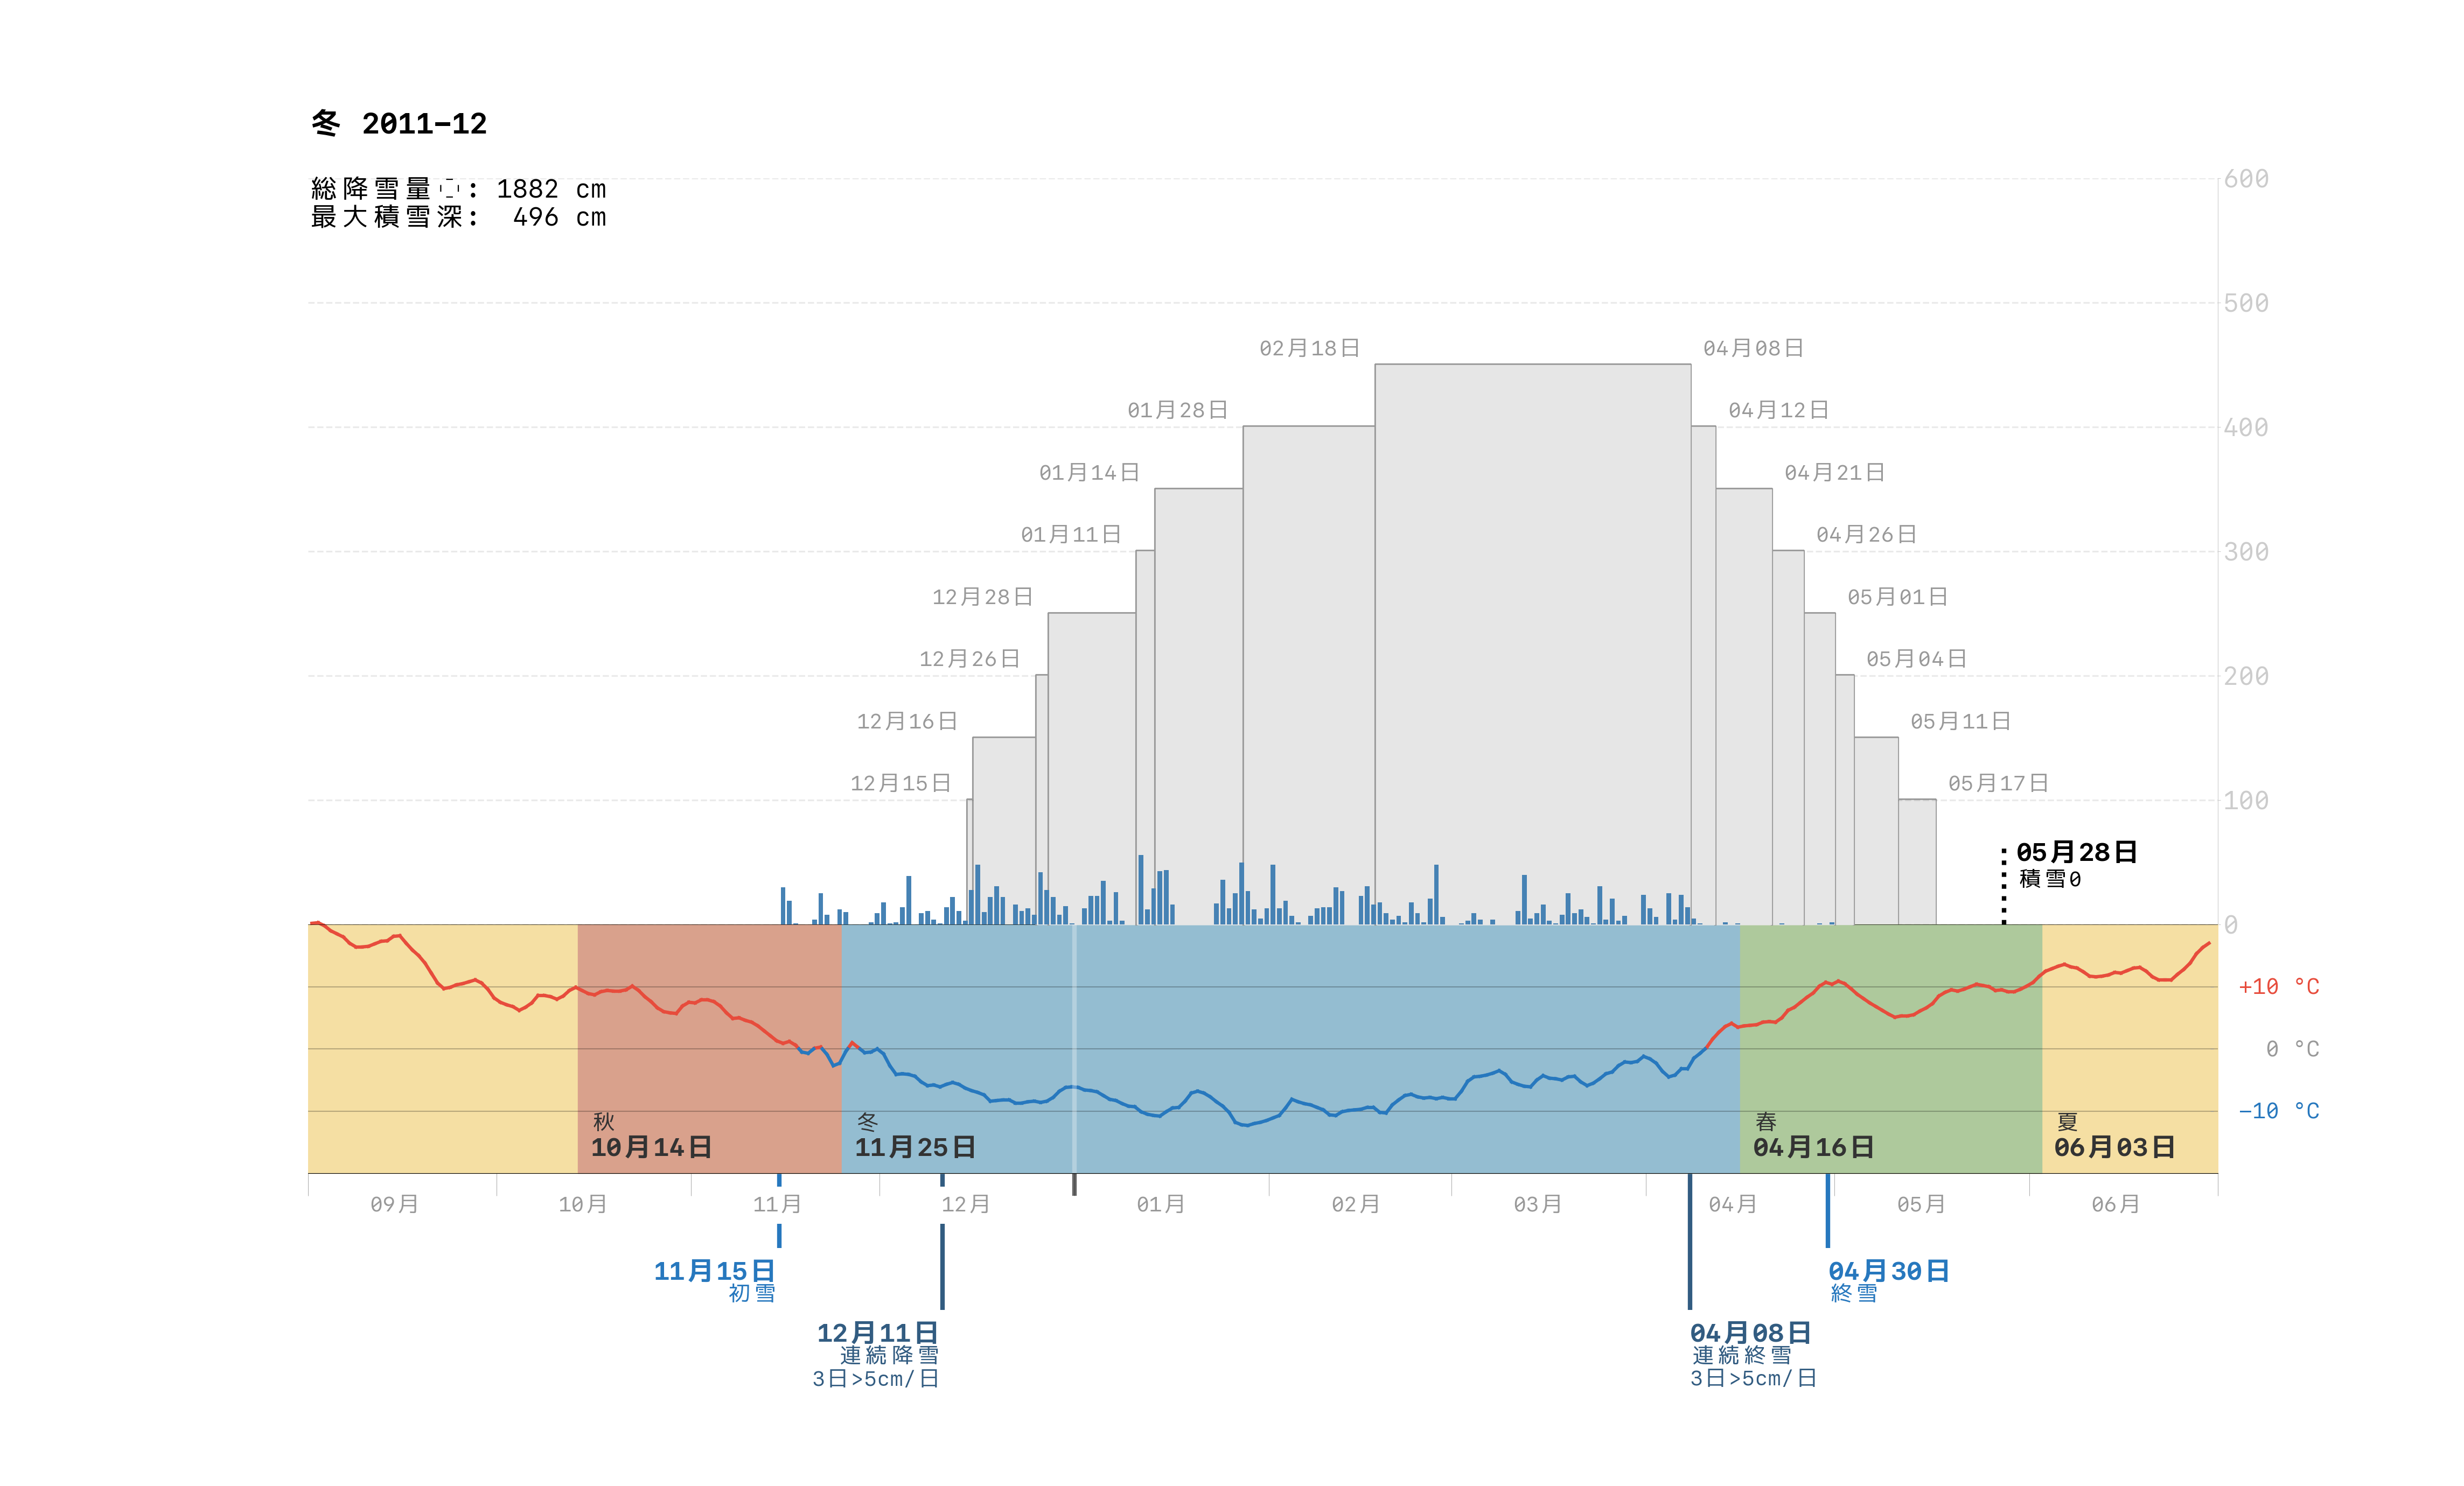 冬 2011−12
総降雪量: 1882 cm
最大積雪深: 496 cm
600
500
02月18日
04月08日
01月28日
04月12日
400
01月14日
04月21日
01月11日
04月26日
300
12月28日
05月01日
12月26日
05月04日
200
12月16日
05月11日
12月15日
05月17日
100
05月28日
積雪0
0
+10 °C
0 °C
−10 °C
秋
10月14日
冬
11月25日
春
04月16日
夏
06月03日
09月
10月
11月
12月
01月
02月
03月
04月
05月
06月
11月15日
初雪
04月30日
終雪
12月11日
連続降雪
3日>5cm/日
04月08日
連続終雪
3日>5cm/日